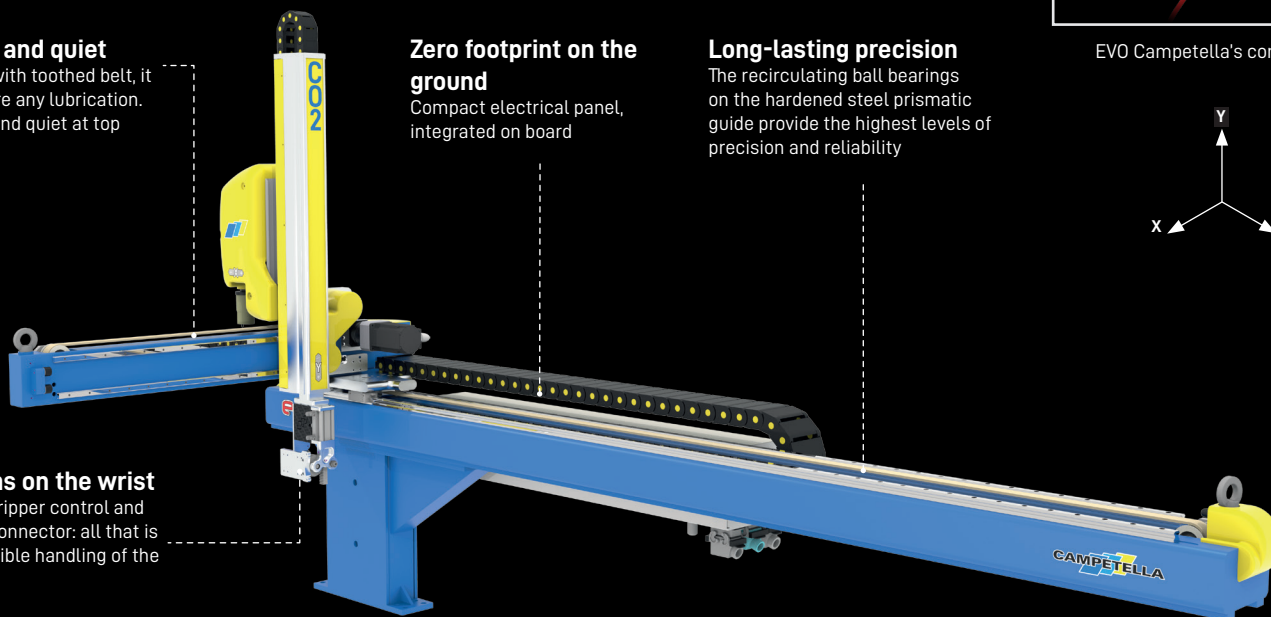 and quiet
with toothed belt, it
re any lubrication.
nd quiet at top
Zero footprint on the
ground
Compact electrical panel,
integrated on board
Long-lasting precision
The recirculating ball bearings
on the hardened steel prismatic
guide provide the highest levels of
precision and reliability
EVO Campetella's con
Y
X
CO2
ns on the wrist
ripper control and
onnector: all that is
ible handling of the
CAMPETELLA